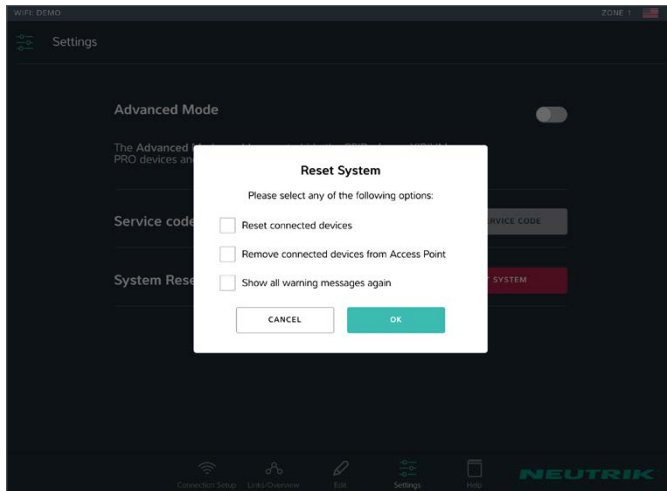 WIFI: DEMO
ZONE 1
Settings
Advanced Mode
The Advanced
PRO devices an
Reset System
Please select any of the following options:
Reset connected devices
Remove connected devices from Access Point
Show all warning messages again
CANCEL
OK
Service code
RVICE CODE
System Rese
SYSTEM
Connection Setup
Links/Overview
Edit
Settings
Help
NEUTRIK